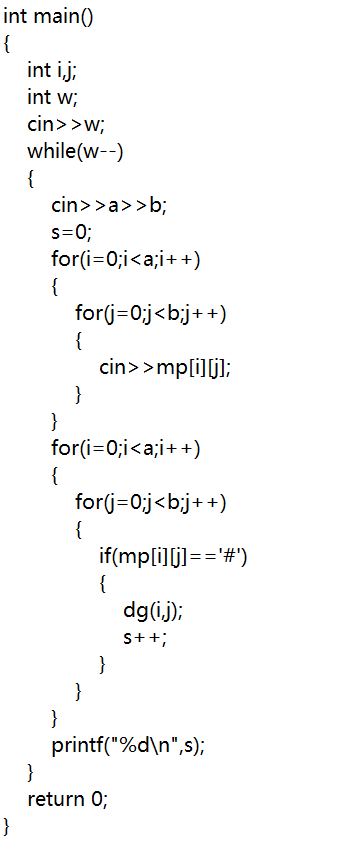 int main()
{
int i,j;
int w;
cin>>w;
while(w--)
{
cin>>a>>b;
s=0;
for(i=0;i<a;i++)
{
for(j=0;j<b;j++)
{
cin>>mp[i][j];
}
}
for(i=0;i<a;i++)
{
for(j=0;j<b;j++)
{
if(mp[i][j]=='#')
{
dg(i,j);
s++;
}
}
}
printf("%d\n",s);
}
return 0;
}